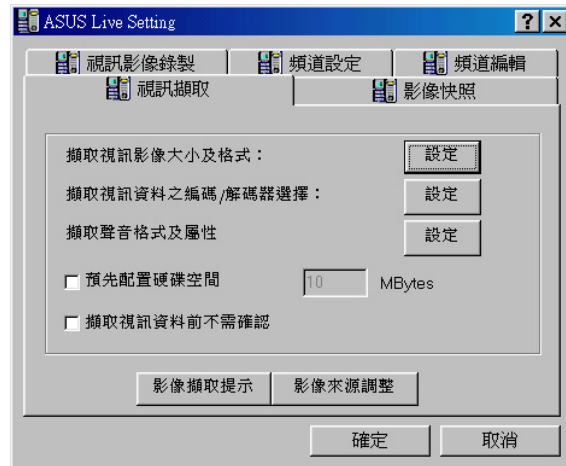 ASUS Live Setting
視訊影像錄製 頻道設定 頻道編輯
視訊擷取 影像快照
擷取視訊影像大小及格式： 設定
擷取視訊資料之編碼/解碼器選擇： 設定
擷取聲音格式及屬性 設定
預先配置硬碟空間 10 MBytes
擷取視訊資料前不需確認
影像擷取提示 影像來源調整
確定 取消